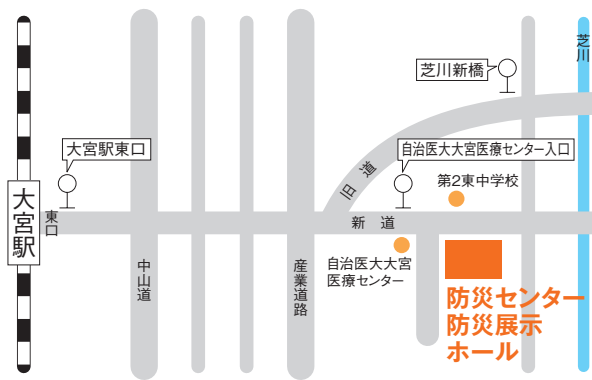 芝川
芝川新橋
大宮駅東口
自治医大大宮医療センター入口
旧道
第2東中学校
大宮駅
東口
新道
中山道
産業道路
自治医大大宮
医療センター
防災センター
防災展示
ホール